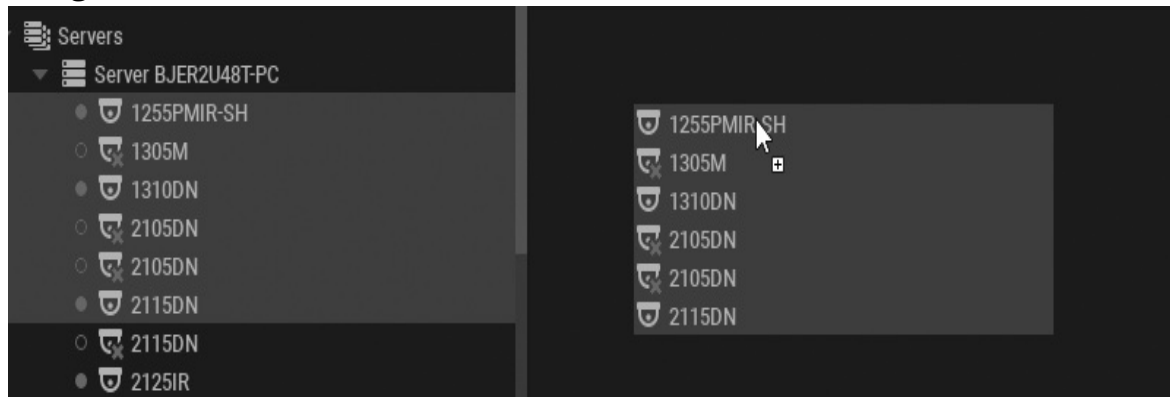 Servers
Server BJER2U48T-PC
1255PMIR-SH
1305M
1310DN
2105DN
2105DN
2115DN
2115DN
2125IR
1255PMIR-SH
1305M
1310DN
2105DN
2105DN
2115DN